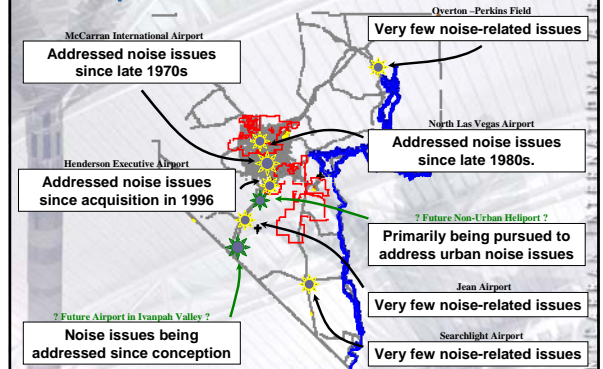 Overton –Perkins Field
Very few noise-related issues
McCarran International Airport
Addressed noise issues
since late 1970s
North Las Vegas Airport
Addressed noise issues
since late 1980s.
Henderson Executive Airport
Addressed noise issues
since acquisition in 1996
? Future Non-Urban Heliport ?
Primarily being pursued to
address urban noise issues
Jean Airport
Very few noise-related issues
? Future Airport in Ivanpah Valley ?
Noise issues being
addressed since conception
Searchlight Airport
Very few noise-related issues